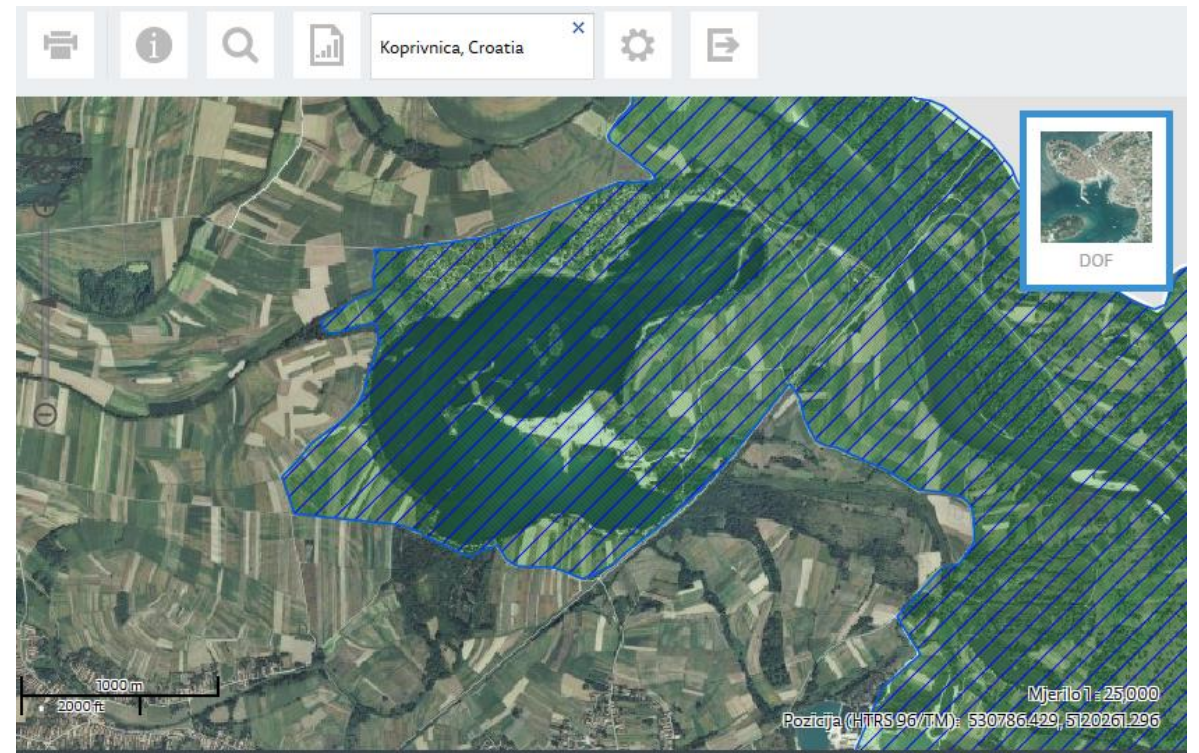 Koprivnica, Croatia
DOF
1000 m
2000 ft
Mjerilo 1 : 25,000
Pozicija (HTRS 96/TM): 530786.429, 5120261.296